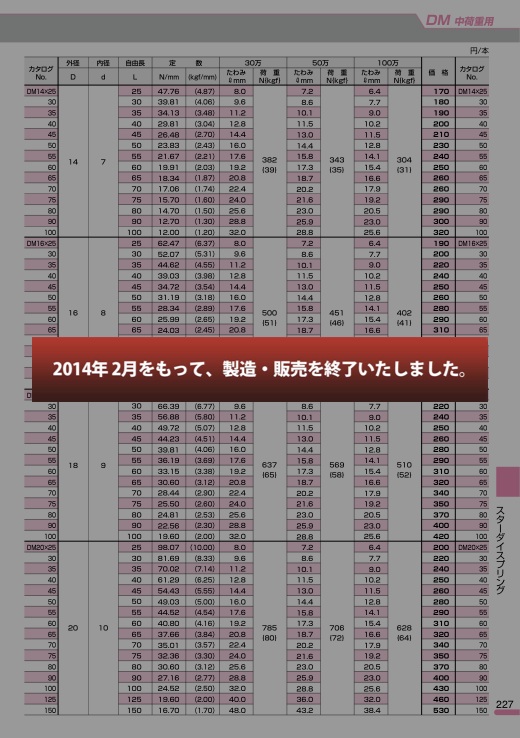 DM 中荷重用
円/本
カタログ No. 外径 D 内径 d 自由長 L 定数 N/mm (kgf/mm) 30万 たわみ ℓmm 荷重 N(kgf) 50万 たわみ ℓmm 荷重 N(kgf) 100万 たわみ ℓmm 荷重 N(kgf) 価格 カタログ No.
DM14×25 25 47.76 (4.87) 8.0 7.2 6.4 170 DM14×25
30 30 39.81 (4.06) 9.6 8.6 7.7 180 30
35 35 34.13 (3.48) 11.2 10.1 9.0 190 35
40 40 29.81 (3.04) 12.8 11.5 10.2 200 40
45 45 26.48 (2.70) 14.4 13.0 11.5 210 45
50 50 23.83 (2.43) 16.0 14.4 12.8 230 50
55 55 21.67 (2.21) 17.6 15.8 14.1 240 55
14 7 382 (39) 343 (35) 304 (31)
60 60 19.91 (2.03) 19.2 17.3 15.4 250 60
65 65 18.34 (1.87) 20.8 18.7 16.6 260 65
70 70 17.06 (1.74) 22.4 20.2 17.9 260 70
75 75 15.70 (1.60) 24.0 21.6 19.2 290 75
80 80 14.70 (1.50) 25.6 23.0 20.5 290 80
90 90 12.70 (1.30) 28.8 25.9 23.0 300 90
100 100 12.00 (1.20) 32.0 28.8 25.6 320 100
DM16×25 25 62.47 (6.37) 8.0 7.2 6.4 190 DM16×25
30 30 52.07 (5.31) 9.6 8.6 7.7 200 30
35 35 44.62 (4.55) 11.2 10.1 9.0 220 35
40 40 39.03 (3.98) 12.8 11.5 10.2 240 40
45 45 34.72 (3.54) 14.4 13.0 11.5 250 45
50 50 31.19 (3.18) 16.0 14.4 12.8 260 50
55 55 28.34 (2.89) 17.6 15.8 14.1 280 55
16 8 500 (51) 451 (46) 402 (41)
60 60 25.99 (2.65) 19.2 17.3 15.4 290 60
65 65 24.03 (2.45) 20.8 18.7 16.6 310 65
2014年 2月をもって、製造・販売を終了いたしました。
30 30 66.39 (6.77) 9.6 8.6 7.7 220 30
35 35 56.88 (5.80) 11.2 10.1 9.0 240 35
40 40 49.72 (5.07) 12.8 11.5 10.2 250 40
45 45 44.23 (4.51) 14.4 13.0 11.5 260 45
50 50 39.81 (4.06) 16.0 14.4 12.8 280 50
55 55 36.19 (3.69) 17.6 15.8 14.1 290 55
18 9 637 (65) 569 (58) 510 (52)
60 60 33.15 (3.38) 19.2 17.3 15.4 310 60
65 65 30.60 (3.12) 20.8 18.7 16.6 320 65
70 70 28.44 (2.90) 22.4 20.2 17.9 340 70
75 75 25.50 (2.60) 24.0 21.6 19.2 350 75
80 80 24.81 (2.53) 25.6 23.0 20.5 370 80
90 90 22.56 (2.30) 28.8 25.9 23.0 400 90
100 100 19.60 (2.00) 32.0 28.8 25.6 420 100
DM20×25 25 98.07 (10.00) 8.0 7.2 6.4 200 DM20×25
30 30 81.69 (8.33) 9.6 8.6 7.7 220 30
35 35 70.02 (7.14) 11.2 10.1 9.0 240 35
40 40 61.29 (6.25) 12.8 11.5 10.2 250 40
45 45 54.43 (5.55) 14.4 13.0 11.5 260 45
50 50 49.03 (5.00) 16.0 14.4 12.8 280 50
55 55 44.52 (4.54) 17.6 15.8 14.1 290 55
60 60 40.80 (4.16) 19.2 17.3 15.4 310 60
20 10 785 (80) 706 (72) 628 (64)
65 65 37.66 (3.84) 20.8 18.7 16.6 320 65
70 70 35.01 (3.57) 22.4 20.2 17.9 340 70
75 75 32.36 (3.30) 24.0 21.6 19.2 350 75
80 80 30.60 (3.12) 25.6 23.0 20.5 370 80
90 90 27.16 (2.77) 28.8 25.9 23.0 400 90
100 100 24.52 (2.50) 32.0 28.8 25.6 430 100
125 125 19.60 (2.00) 40.0 36.0 32.0 460 125
150 150 16.70 (1.70) 48.0 43.2 38.4 530 150
スターダイスプリング
227